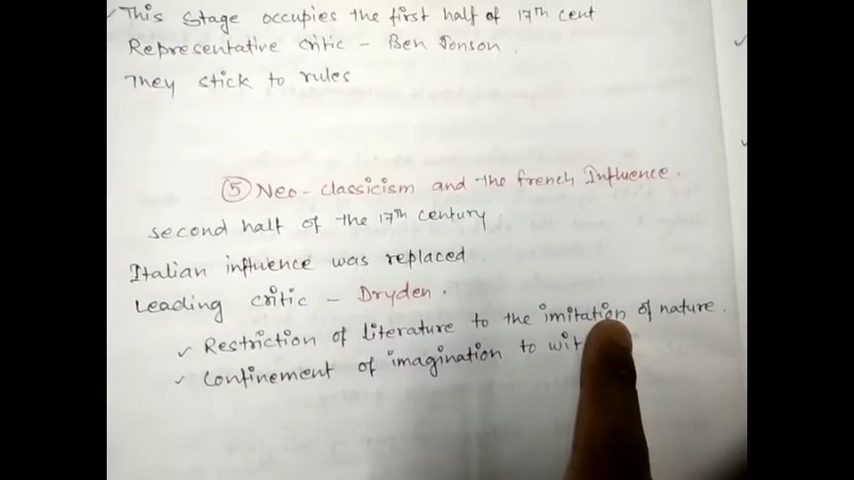 This stage occupies the first half of 17th cent
Representative critic - Ben Jonson.
They stick to rules
5 Neo-classicism and the french Influence.
second half of the 17th century
Italian influence was replaced.
Leading critic - Dryden.
✓ Restriction of literature to the imitation of nature.
✓ Confinement of imagination to wit